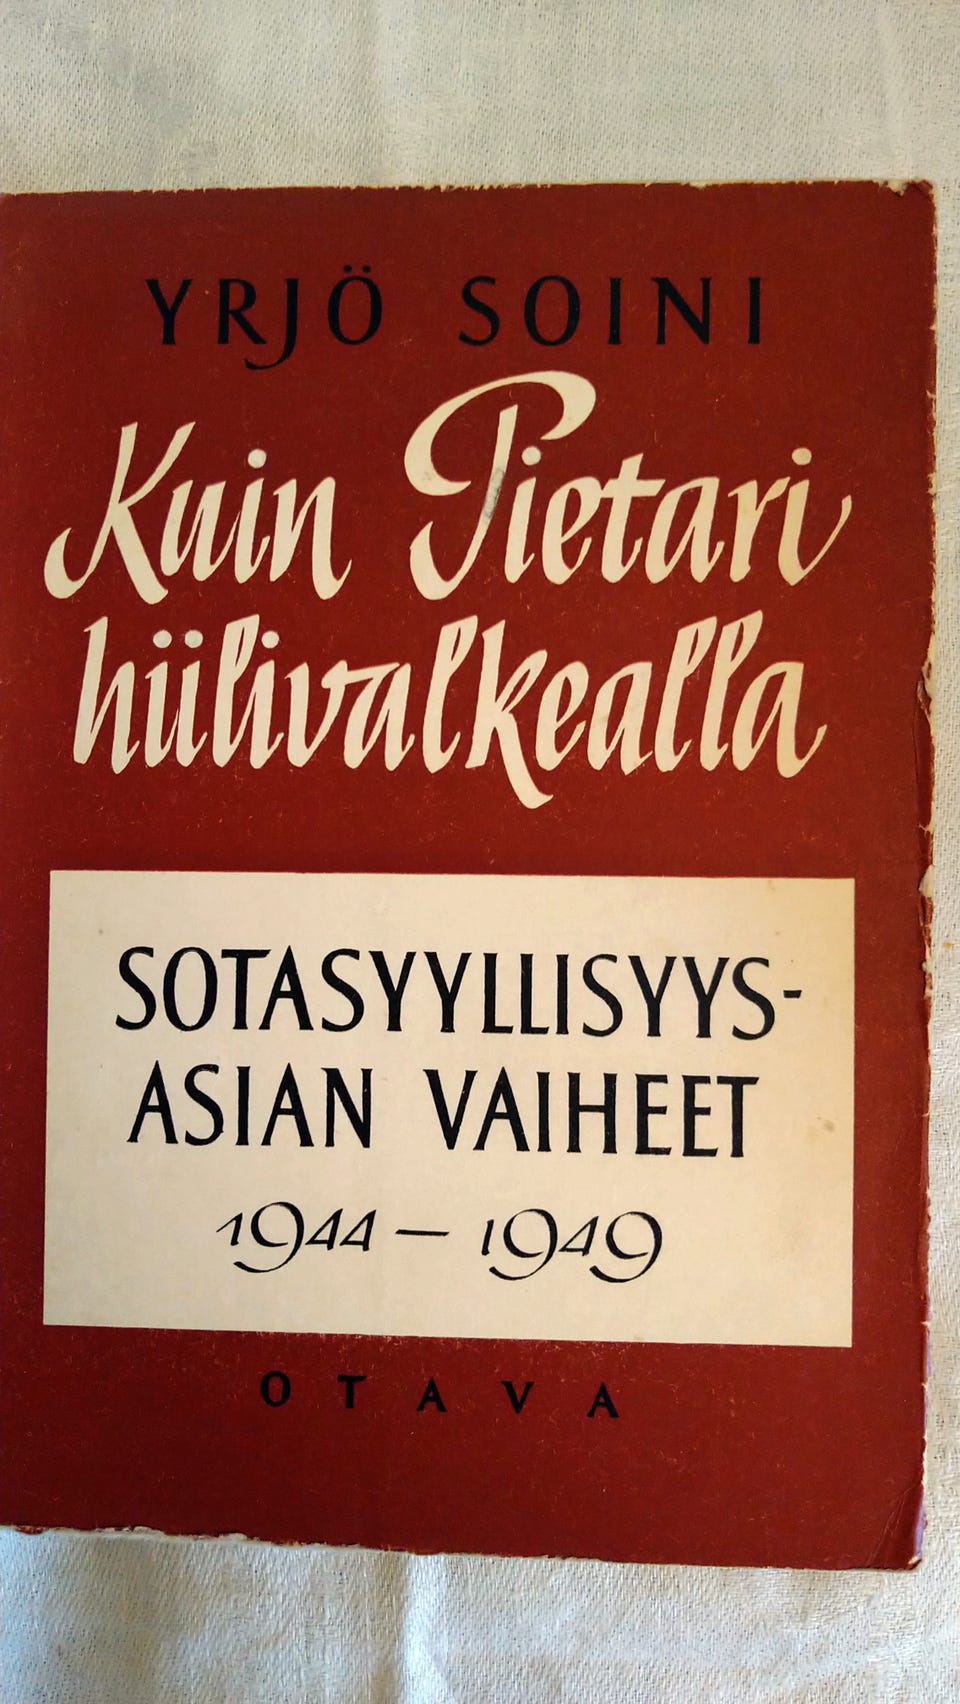 YRJÖ SOINI
Kuin Pietari
hiilivalkealla
SOTASYYLLISYYS-
ASIAN VAIHEET
1944 – 1949
OTAVA